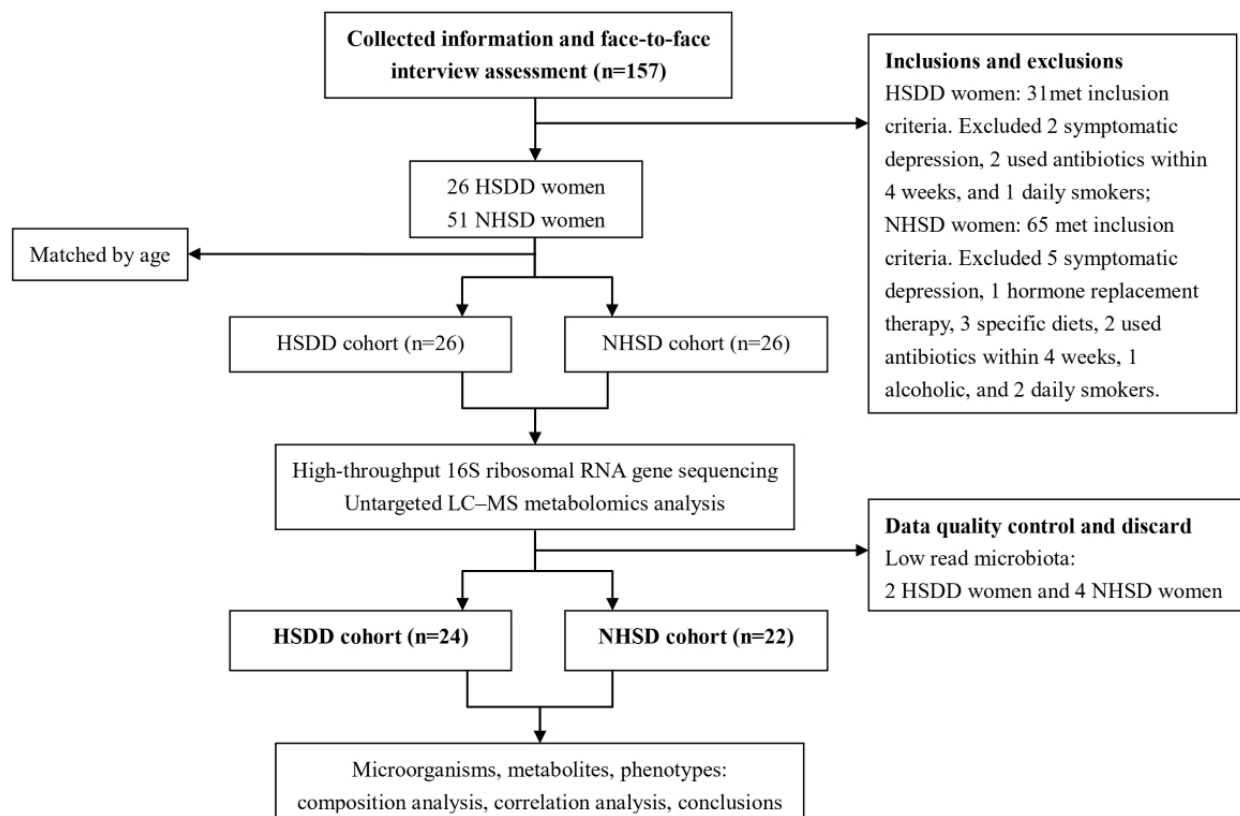 Collected information and face-to-face
interview assessment (n=157)
Inclusions and exclusions
HSDD women: 31met inclusion
criteria. Excluded 2 symptomatic
depression, 2 used antibiotics within
4 weeks, and 1 daily smokers;
NHSD women: 65 met inclusion
criteria. Excluded 5 symptomatic
depression, 1 hormone replacement
therapy, 3 specific diets, 2 used
antibiotics within 4 weeks, 1
alcoholic, and 2 daily smokers.
26 HSDD women
51 NHSD women
Matched by age
HSDD cohort (n=26)
NHSD cohort (n=26)
High-throughput 16S ribosomal RNA gene sequencing
Untargeted LC–MS metabolomics analysis
Data quality control and discard
Low read microbiota:
2 HSDD women and 4 NHSD women
HSDD cohort (n=24)
NHSD cohort (n=22)
Microorganisms, metabolites, phenotypes:
composition analysis, correlation analysis, conclusions